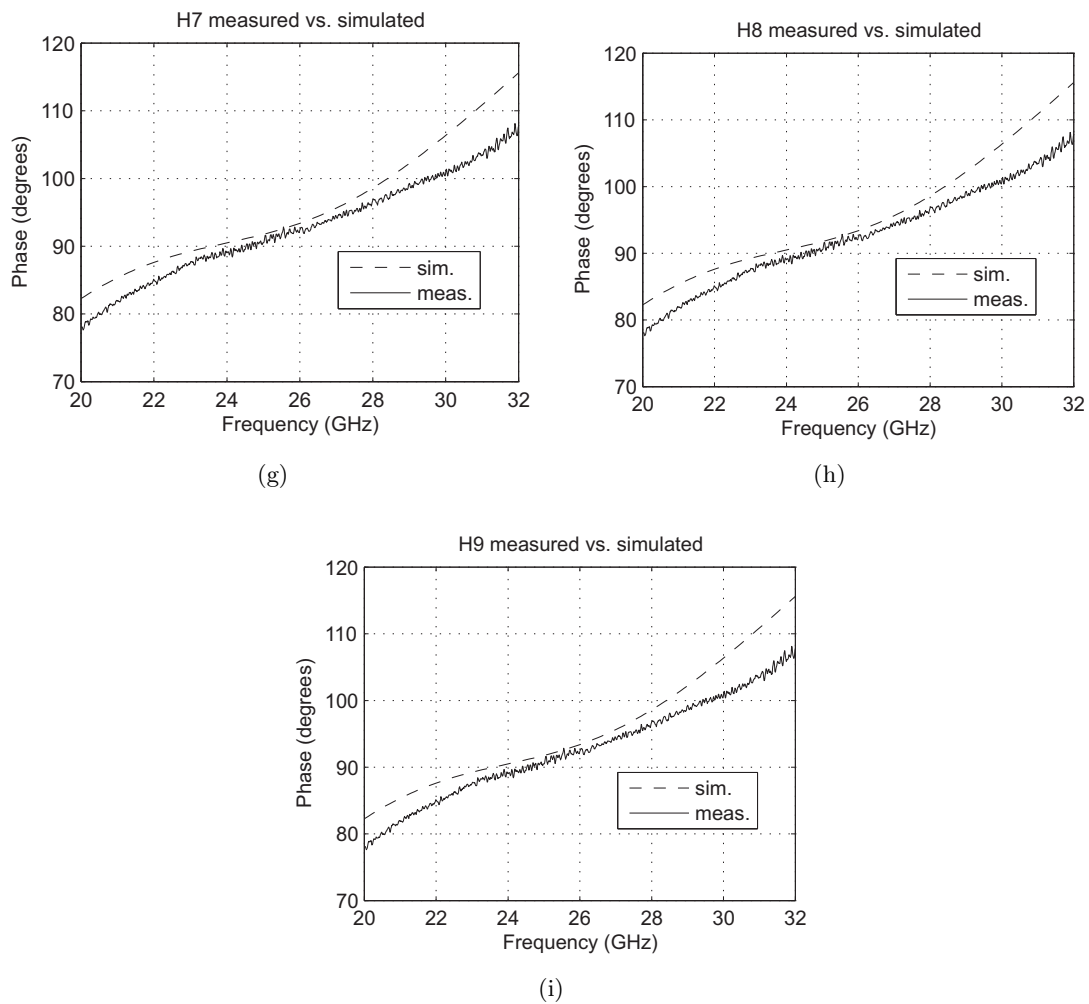 H7 measured vs. simulated
120
110
100
90
80
70
Phase (degrees)
sim.
meas.
20 22 24 26 28 30 32
Frequency (GHz)
(g)
H8 measured vs. simulated
120
110
100
90
80
70
Phase (degrees)
sim.
meas.
20 22 24 26 28 30 32
Frequency (GHz)
(h)
H9 measured vs. simulated
120
110
100
90
80
70
Phase (degrees)
sim.
meas.
20 22 24 26 28 30 32
Frequency (GHz)
(i)